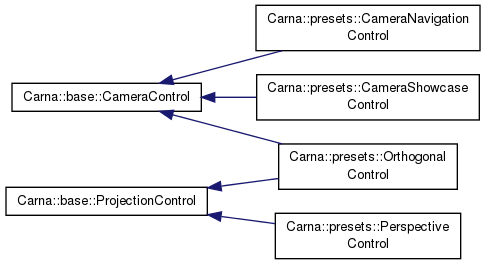 Carna::presets::CameraNavigation
Control
Carna::base::CameraControl
Carna::presets::CameraShowcase
Control
Carna::presets::Orthogonal
Control
Carna::base::ProjectionControl
Carna::presets::Perspective
Control